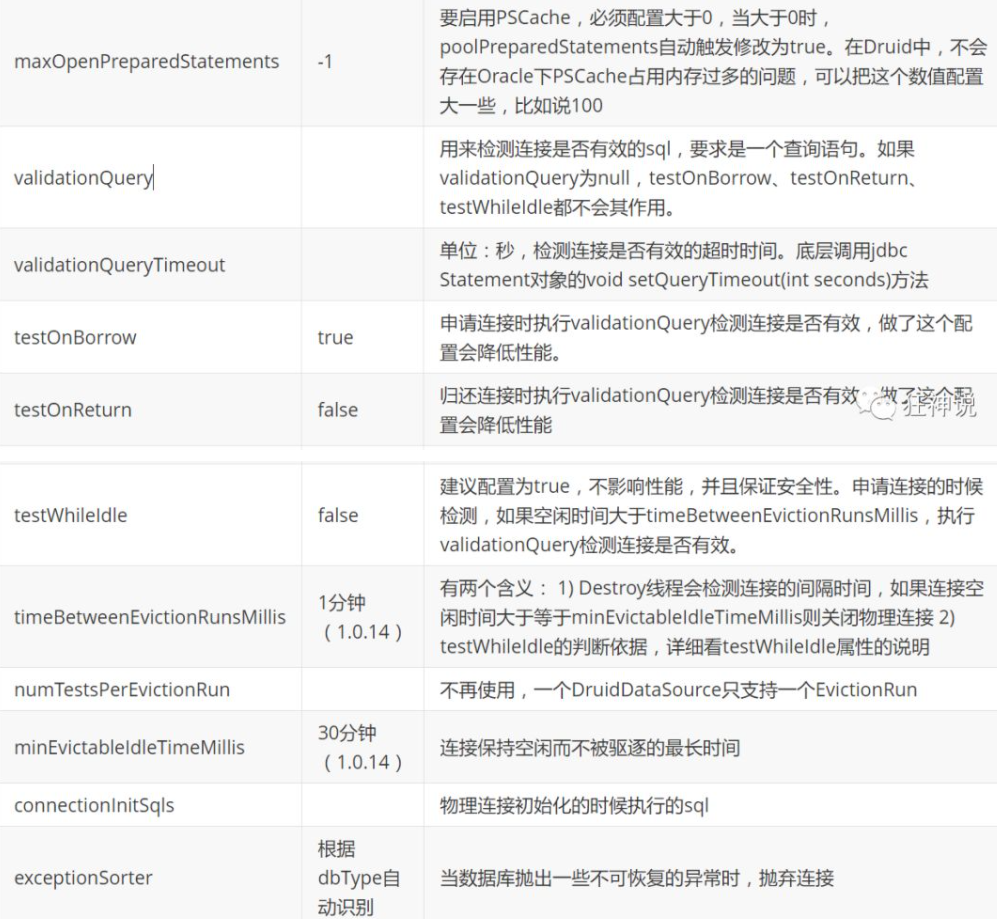 要启用PSCache，必须配置大于0，当大于0时，
maxOpenPreparedStatements
-1
poolPreparedStatements自动触发修改为true。在Druid中，不会
存在Oracle下PSCache占用内存过多的问题，可以把这个数值配置
大一些，比如说100
用来检测连接是否有效的sql，要求是一个查询语句。如果
validationQuery
validationQuery为null，testOnBorrow、testOnReturn、
testWhileIdle都不会其作用。
validationQueryTimeout
单位：秒，检测连接是否有效的超时时间。底层调用jdbc
Statement对象的void setQueryTimeout(int seconds)方法
testOnBorrow
true
申请连接时执行validationQuery检测连接是否有效，做了这个配
置会降低性能。
testOnReturn
false
归还连接时执行validationQuery检测连接是否有效，做了这个配
置会降低性能
狂神说
testWhileIdle
false
建议配置为true，不影响性能，并且保证安全性。申请连接的时候
检测，如果空闲时间大于timeBetweenEvictionRunsMillis，执行
validationQuery检测连接是否有效。
timeBetweenEvictionRunsMillis
1分钟
（1.0.14）
有两个含义： 1) Destroy线程会检测连接的间隔时间，如果连接空
闲时间大于等于minEvictableIdleTimeMillis则关闭物理连接 2)
testWhileIdle的判断依据，详细看testWhileIdle属性的说明
numTestsPerEvictionRun
不再使用，一个DruidDataSource只支持一个EvictionRun
minEvictableIdleTimeMillis
30分钟
（1.0.14）
连接保持空闲而不被驱逐的最长时间
connectionInitSqls
物理连接初始化的时候执行的sql
exceptionSorter
根据
dbType自
动识别
当数据库抛出一些不可恢复的异常时，抛弃连接